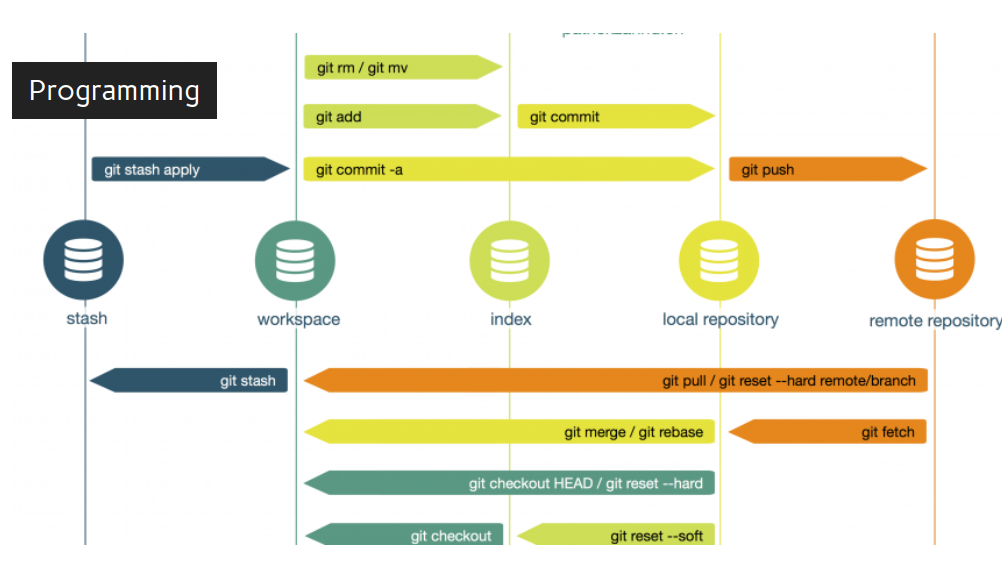 git rm / git mv
Programming
git add
git commit
git stash apply
git commit -a
git push
stash
workspace
index
local repository
remote repository
git stash
git pull / git reset --hard remote/branch
git merge / git rebase
git fetch
git checkout HEAD / git reset --hard
git checkout
git reset --soft